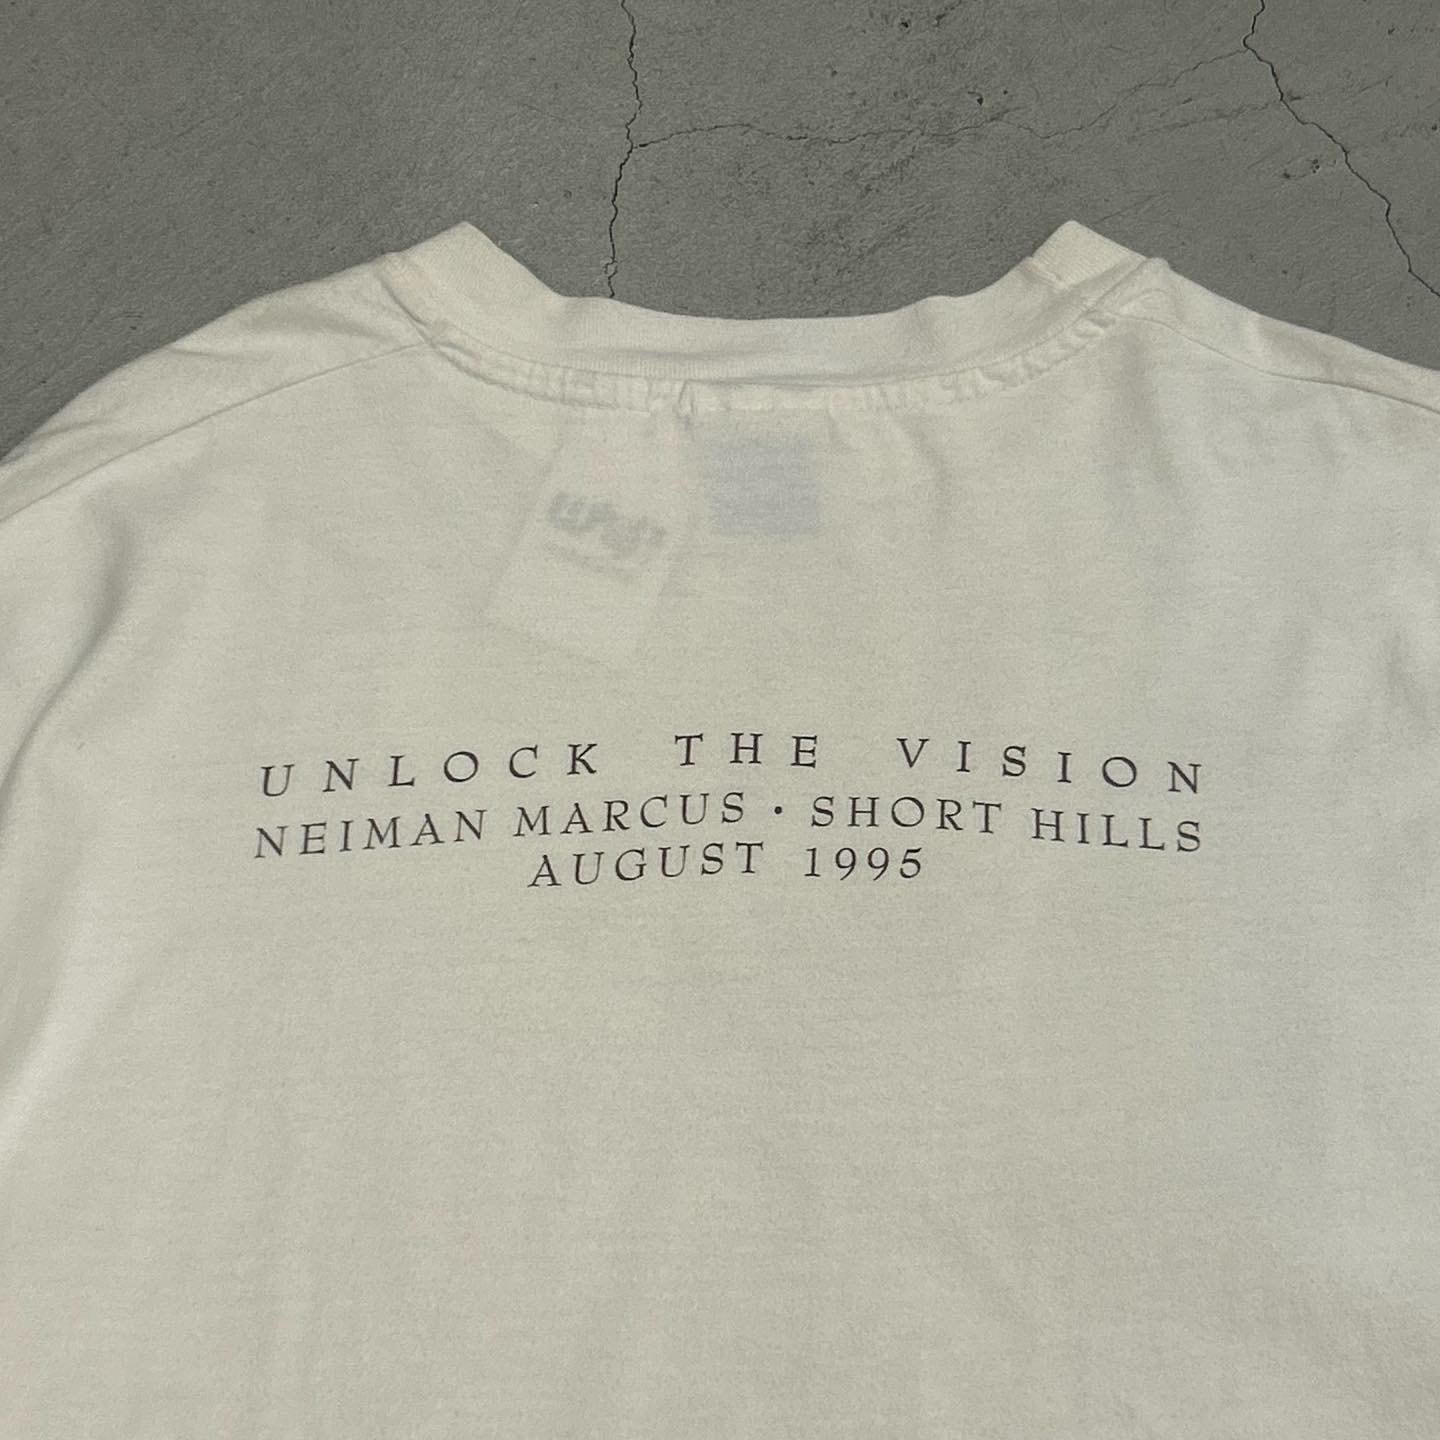 UNLOCK THE VISION
NEIMAN MARCUS · SHORT HILLS
AUGUST 1995